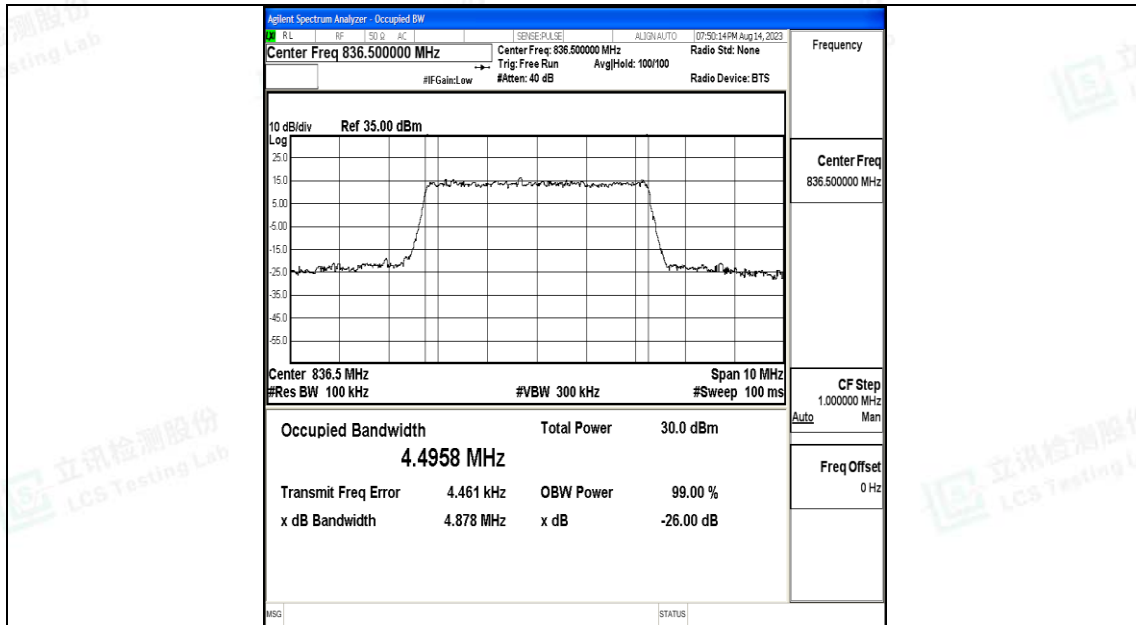 Agilent Spectrum Analyzer - Occupied BW
LXI RL RF 50 Ω AC SENSE:PULSE ALIGN AUTO 07:50:14 PM Aug 14, 2023
Center Freq 836.500000 MHz
Center Freq: 836.500000 MHz Radio Std: None
Trig: Free Run Avg|Hold: 100/100
#IFGain:Low #Atten: 40 dB Radio Device: BTS
Frequency
10 dB/div Ref 35.00 dBm
Log
25.0
15.0
5.00
-5.00
-15.0
-25.0
-35.0
-45.0
-55.0
Center 836.5 MHz Span 10 MHz
#Res BW 100 kHz #VBW 300 kHz #Sweep 100 ms
Center Freq
836.500000 MHz
CF Step
1.000000 MHz
Auto Man
Freq Offset
0 Hz
Occupied Bandwidth Total Power 30.0 dBm
4.4958 MHz
Transmit Freq Error 4.461 kHz OBW Power 99.00 %
x dB Bandwidth 4.878 MHz x dB -26.00 dB
MSG STATUS
立讯检测股份
LCS Testing Lab
立讯检测股份